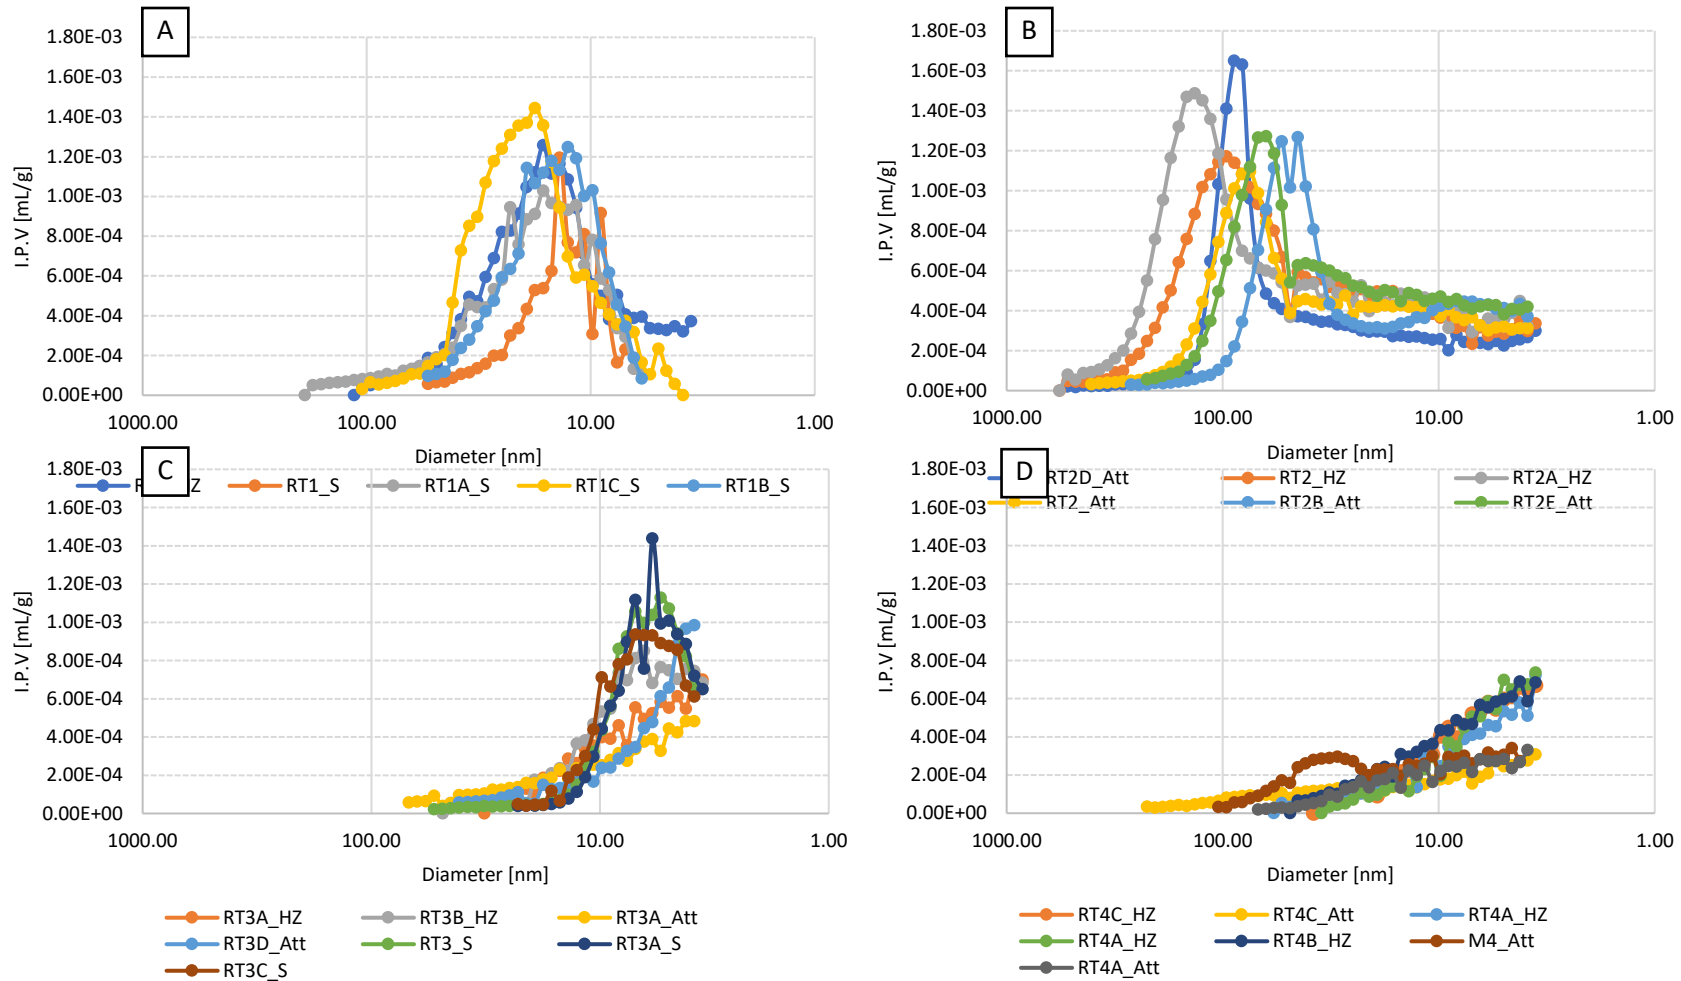 A
1.80E-03
1.60E-03
1.40E-03
1.20E-03
1.00E-03
8.00E-04
6.00E-04
4.00E-04
2.00E-04
0.00E+00
I.P.V [mL/g]
1000.00 100.00 10.00 1.00
Diameter [nm]
RT1_S RT1A_S RT1C_S RT1B_S
B
1.80E-03
1.60E-03
1.40E-03
1.20E-03
1.00E-03
8.00E-04
6.00E-04
4.00E-04
2.00E-04
0.00E+00
I.P.V [mL/g]
1000.00 100.00 10.00 1.00
Diameter [nm]
RT2D_Att RT2_HZ RT2A_HZ
RT2_Att RT2B_Att RT2E_Att
C
1.80E-03
1.60E-03
1.40E-03
1.20E-03
1.00E-03
8.00E-04
6.00E-04
4.00E-04
2.00E-04
0.00E+00
I.P.V [mL/g]
1000.00 100.00 10.00 1.00
Diameter [nm]
RT3A_HZ RT3B_HZ RT3A_Att
RT3D_Att RT3_S RT3A_S
RT3C_S
D
1.80E-03
1.60E-03
1.40E-03
1.20E-03
1.00E-03
8.00E-04
6.00E-04
4.00E-04
2.00E-04
0.00E+00
I.P.V [mL/g]
1000.00 100.00 10.00 1.00
Diameter [nm]
RT4C_HZ RT4C_Att RT4A_HZ
RT4A_HZ RT4B_HZ M4_Att
RT4A_Att